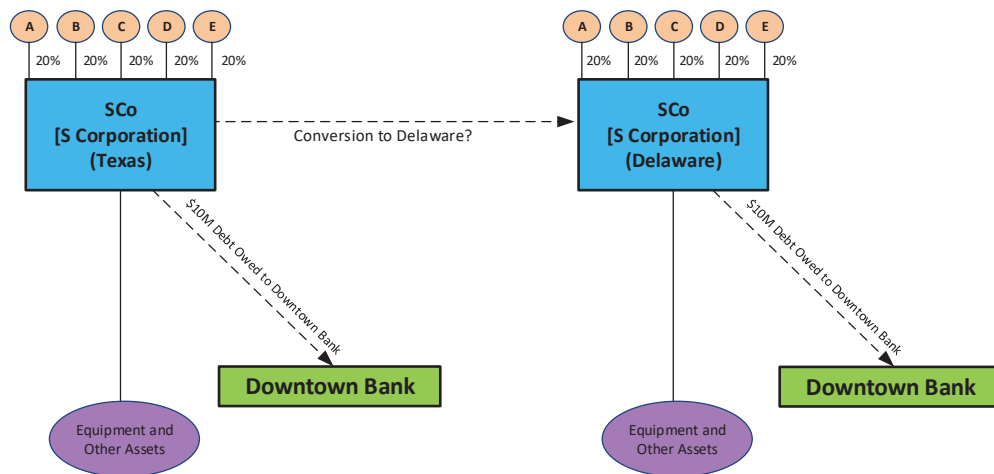 A B C D E
20% 20% 20% 20% 20%
SCo
[S Corporation]
(Texas)
Conversion to Delaware?
$10M Debt Owed to Downtown Bank
Downtown Bank
Equipment and
Other Assets
A B C D E
20% 20% 20% 20% 20%
SCo
[S Corporation]
(Delaware)
$10M Debt Owed to Downtown Bank
Downtown Bank
Equipment and
Other Assets